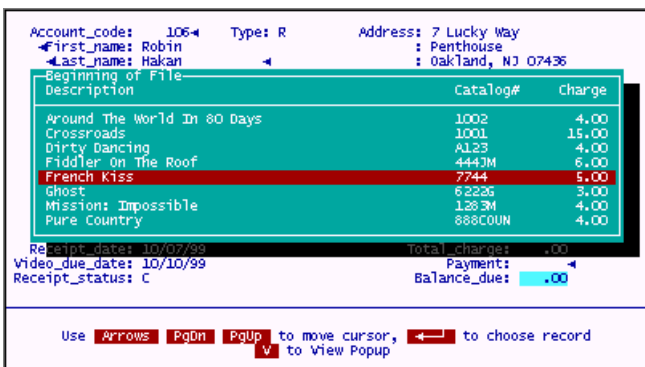 Account_code: 106 Type: R Address: 7 Lucky Way
First_name: Robin : Penthouse
Last_name: Hakan : Oakland, NJ 07436
Beginning of File
Description Catalog# Charge
Around The World In 80 Days 1002 4.00
Crossroads 1001 15.00
Dirty Dancing A123 4.00
Fiddler On The Roof 444JM 6.00
French Kiss 7744 5.00
Ghost 6222G 3.00
Mission: Impossible 1283M 4.00
Pure Country 888COUN 4.00
Receipt_date: 10/07/99 Total_charge: .00
Video_due_date: 10/10/99 Payment:
Receipt_status: C Balance_due: .00
Use Arrows PgDn PgUp to move cursor, to choose record
V to View Popup